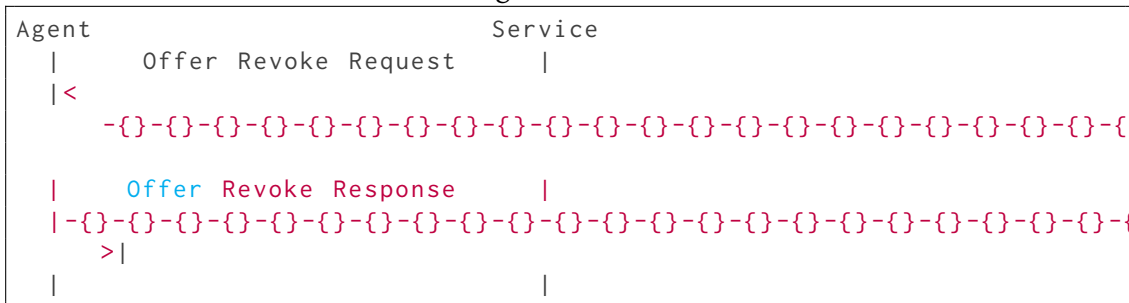 Agent                         Service
  |     Offer Revoke Request     |
  |<
      -{}-{}-{}-{}-{}-{}-{}-{}-{}-{}-{}-{}-{}-{}-{}-{}-{}-{}-{}-{}-{}-{
  |    Offer Revoke Response     |
  |-{}-{}-{}-{}-{}-{}-{}-{}-{}-{}-{}-{}-{}-{}-{}-{}-{}-{}-{}-{}-{}-{}-{
     >|
  |                              |